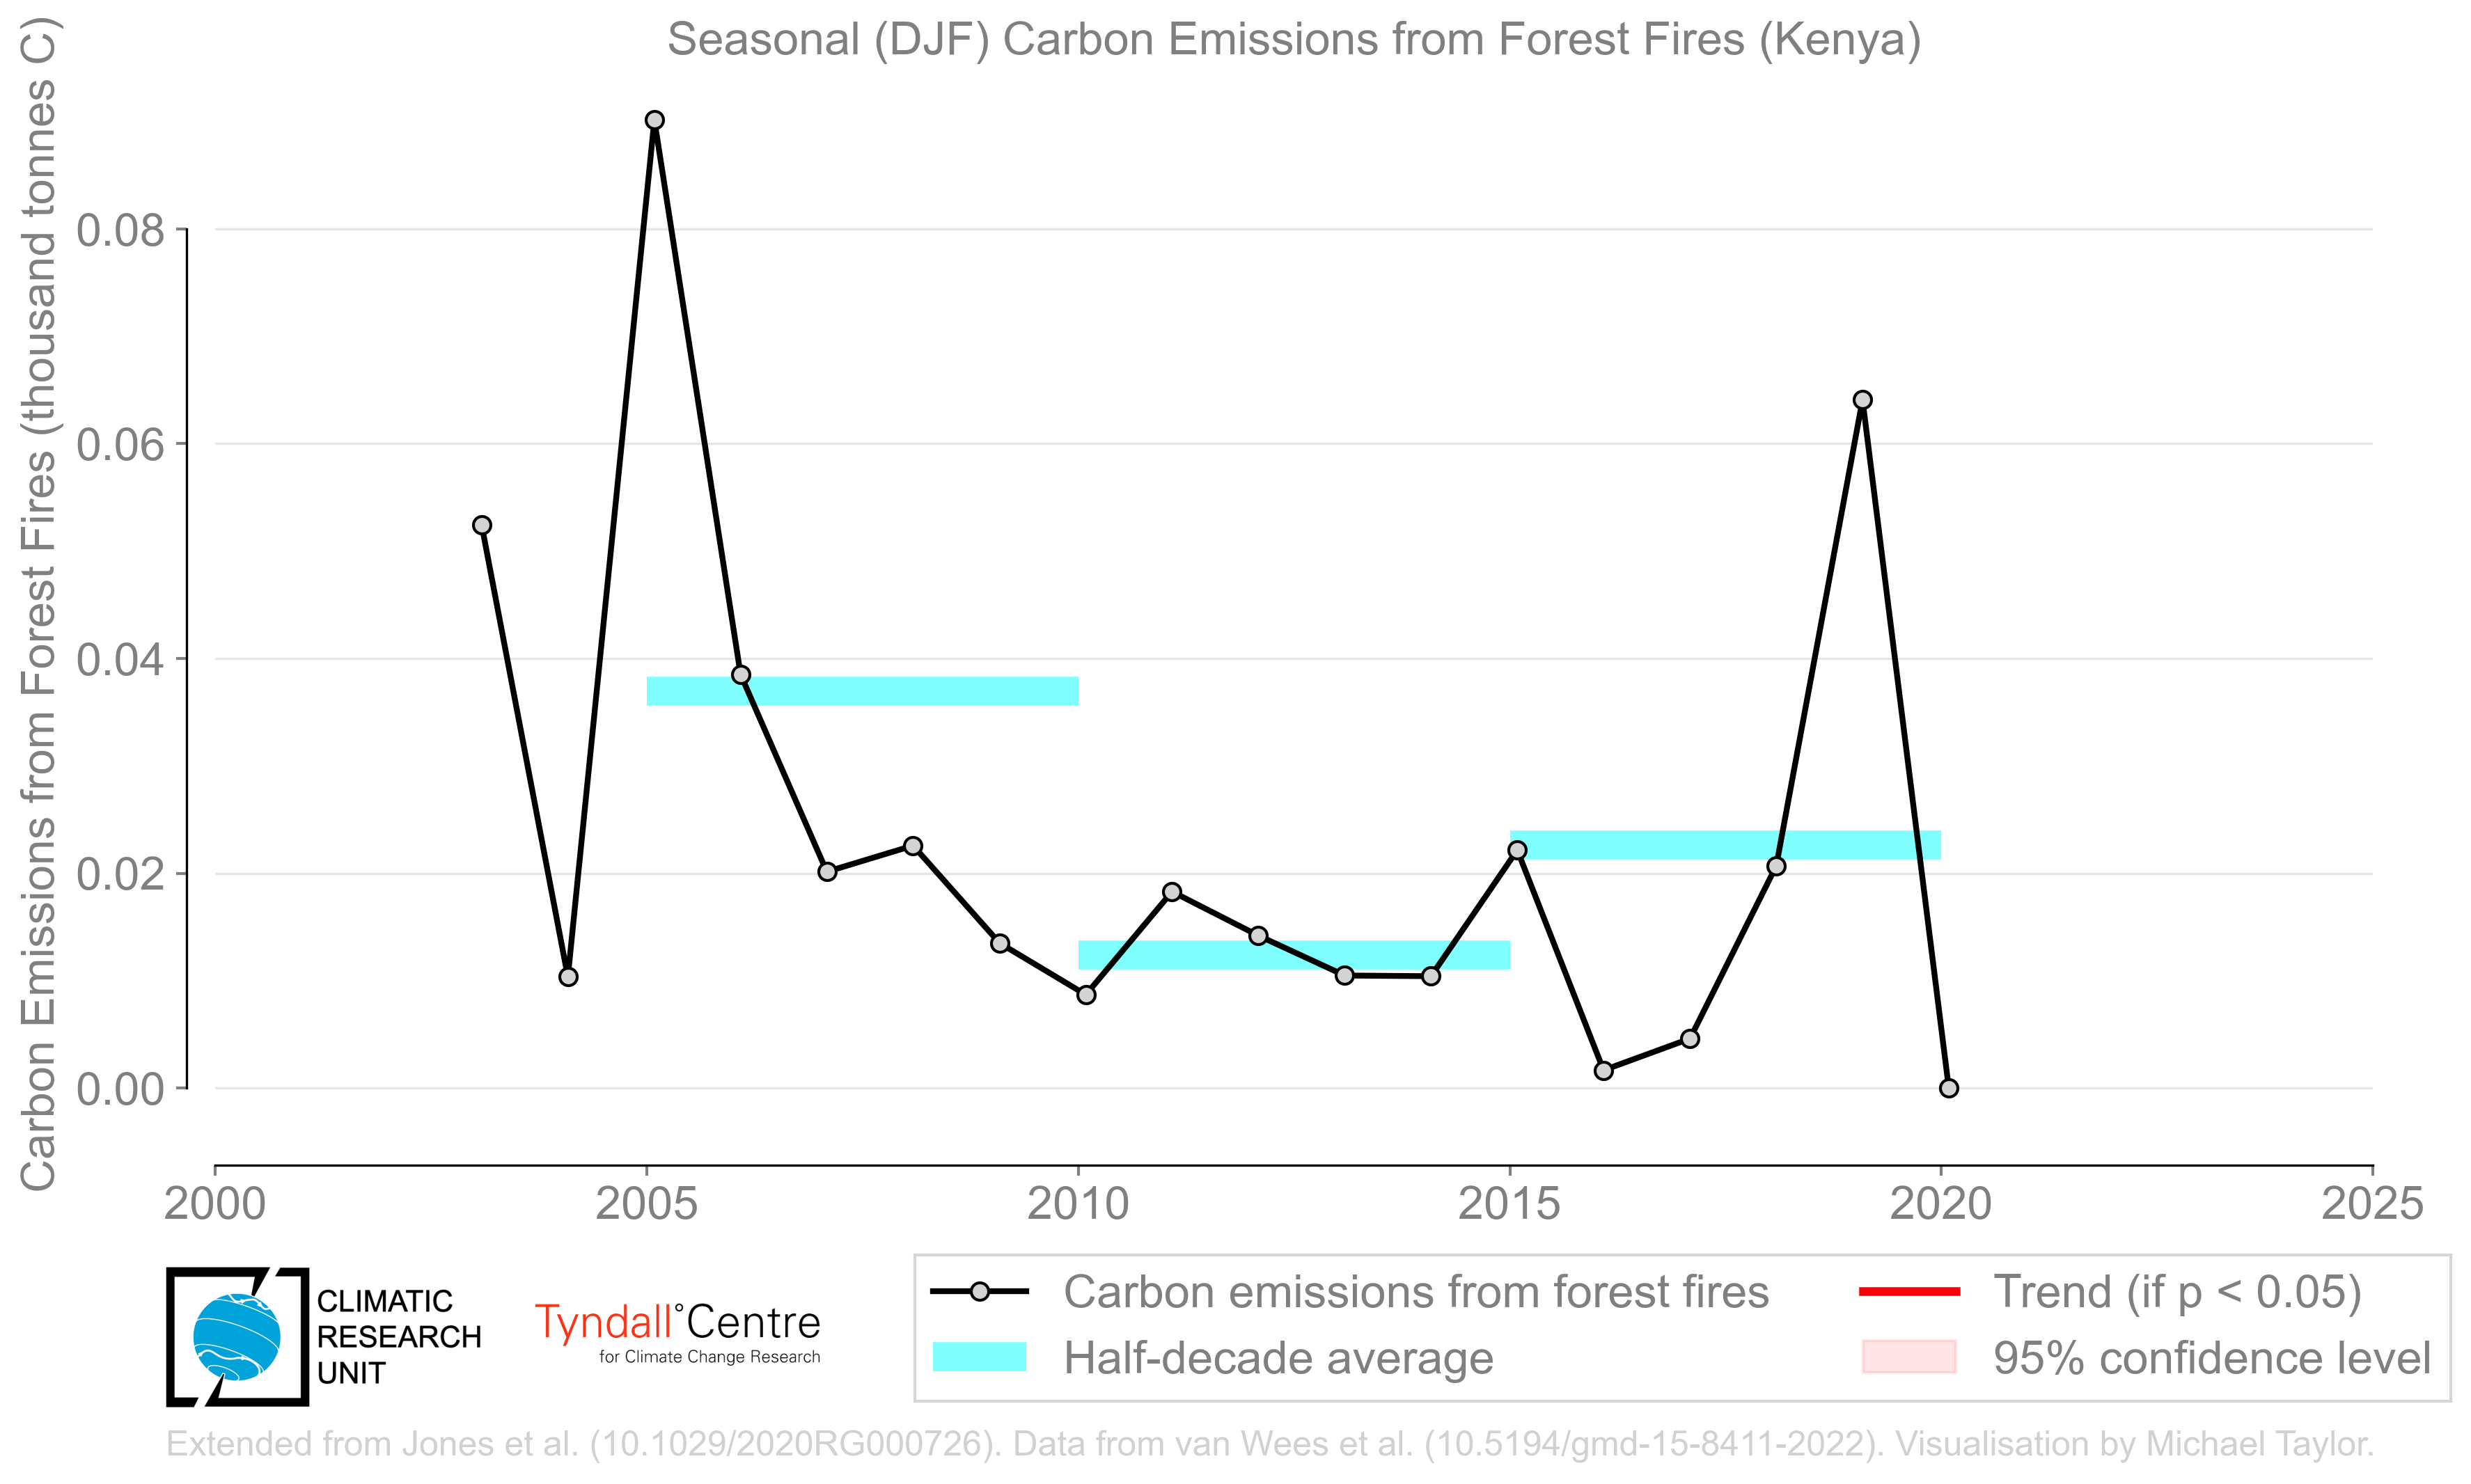 Seasonal (DJF) Carbon Emissions from Forest Fires (Kenya)
Carbon Emissions from Forest Fires (thousand tonnes C)
0.08
0.06
0.04
0.02
0.00
2000 2005 2010 2015 2020 2025
CLIMATIC
RESEARCH
UNIT
Tyndall°Centre
for Climate Change Research
Carbon emissions from forest fires
Half-decade average
Trend (if p < 0.05)
95% confidence level
Extended from Jones et al. (10.1029/2020RG000726). Data from van Wees et al. (10.5194/gmd-15-8411-2022). Visualisation by Michael Taylor.